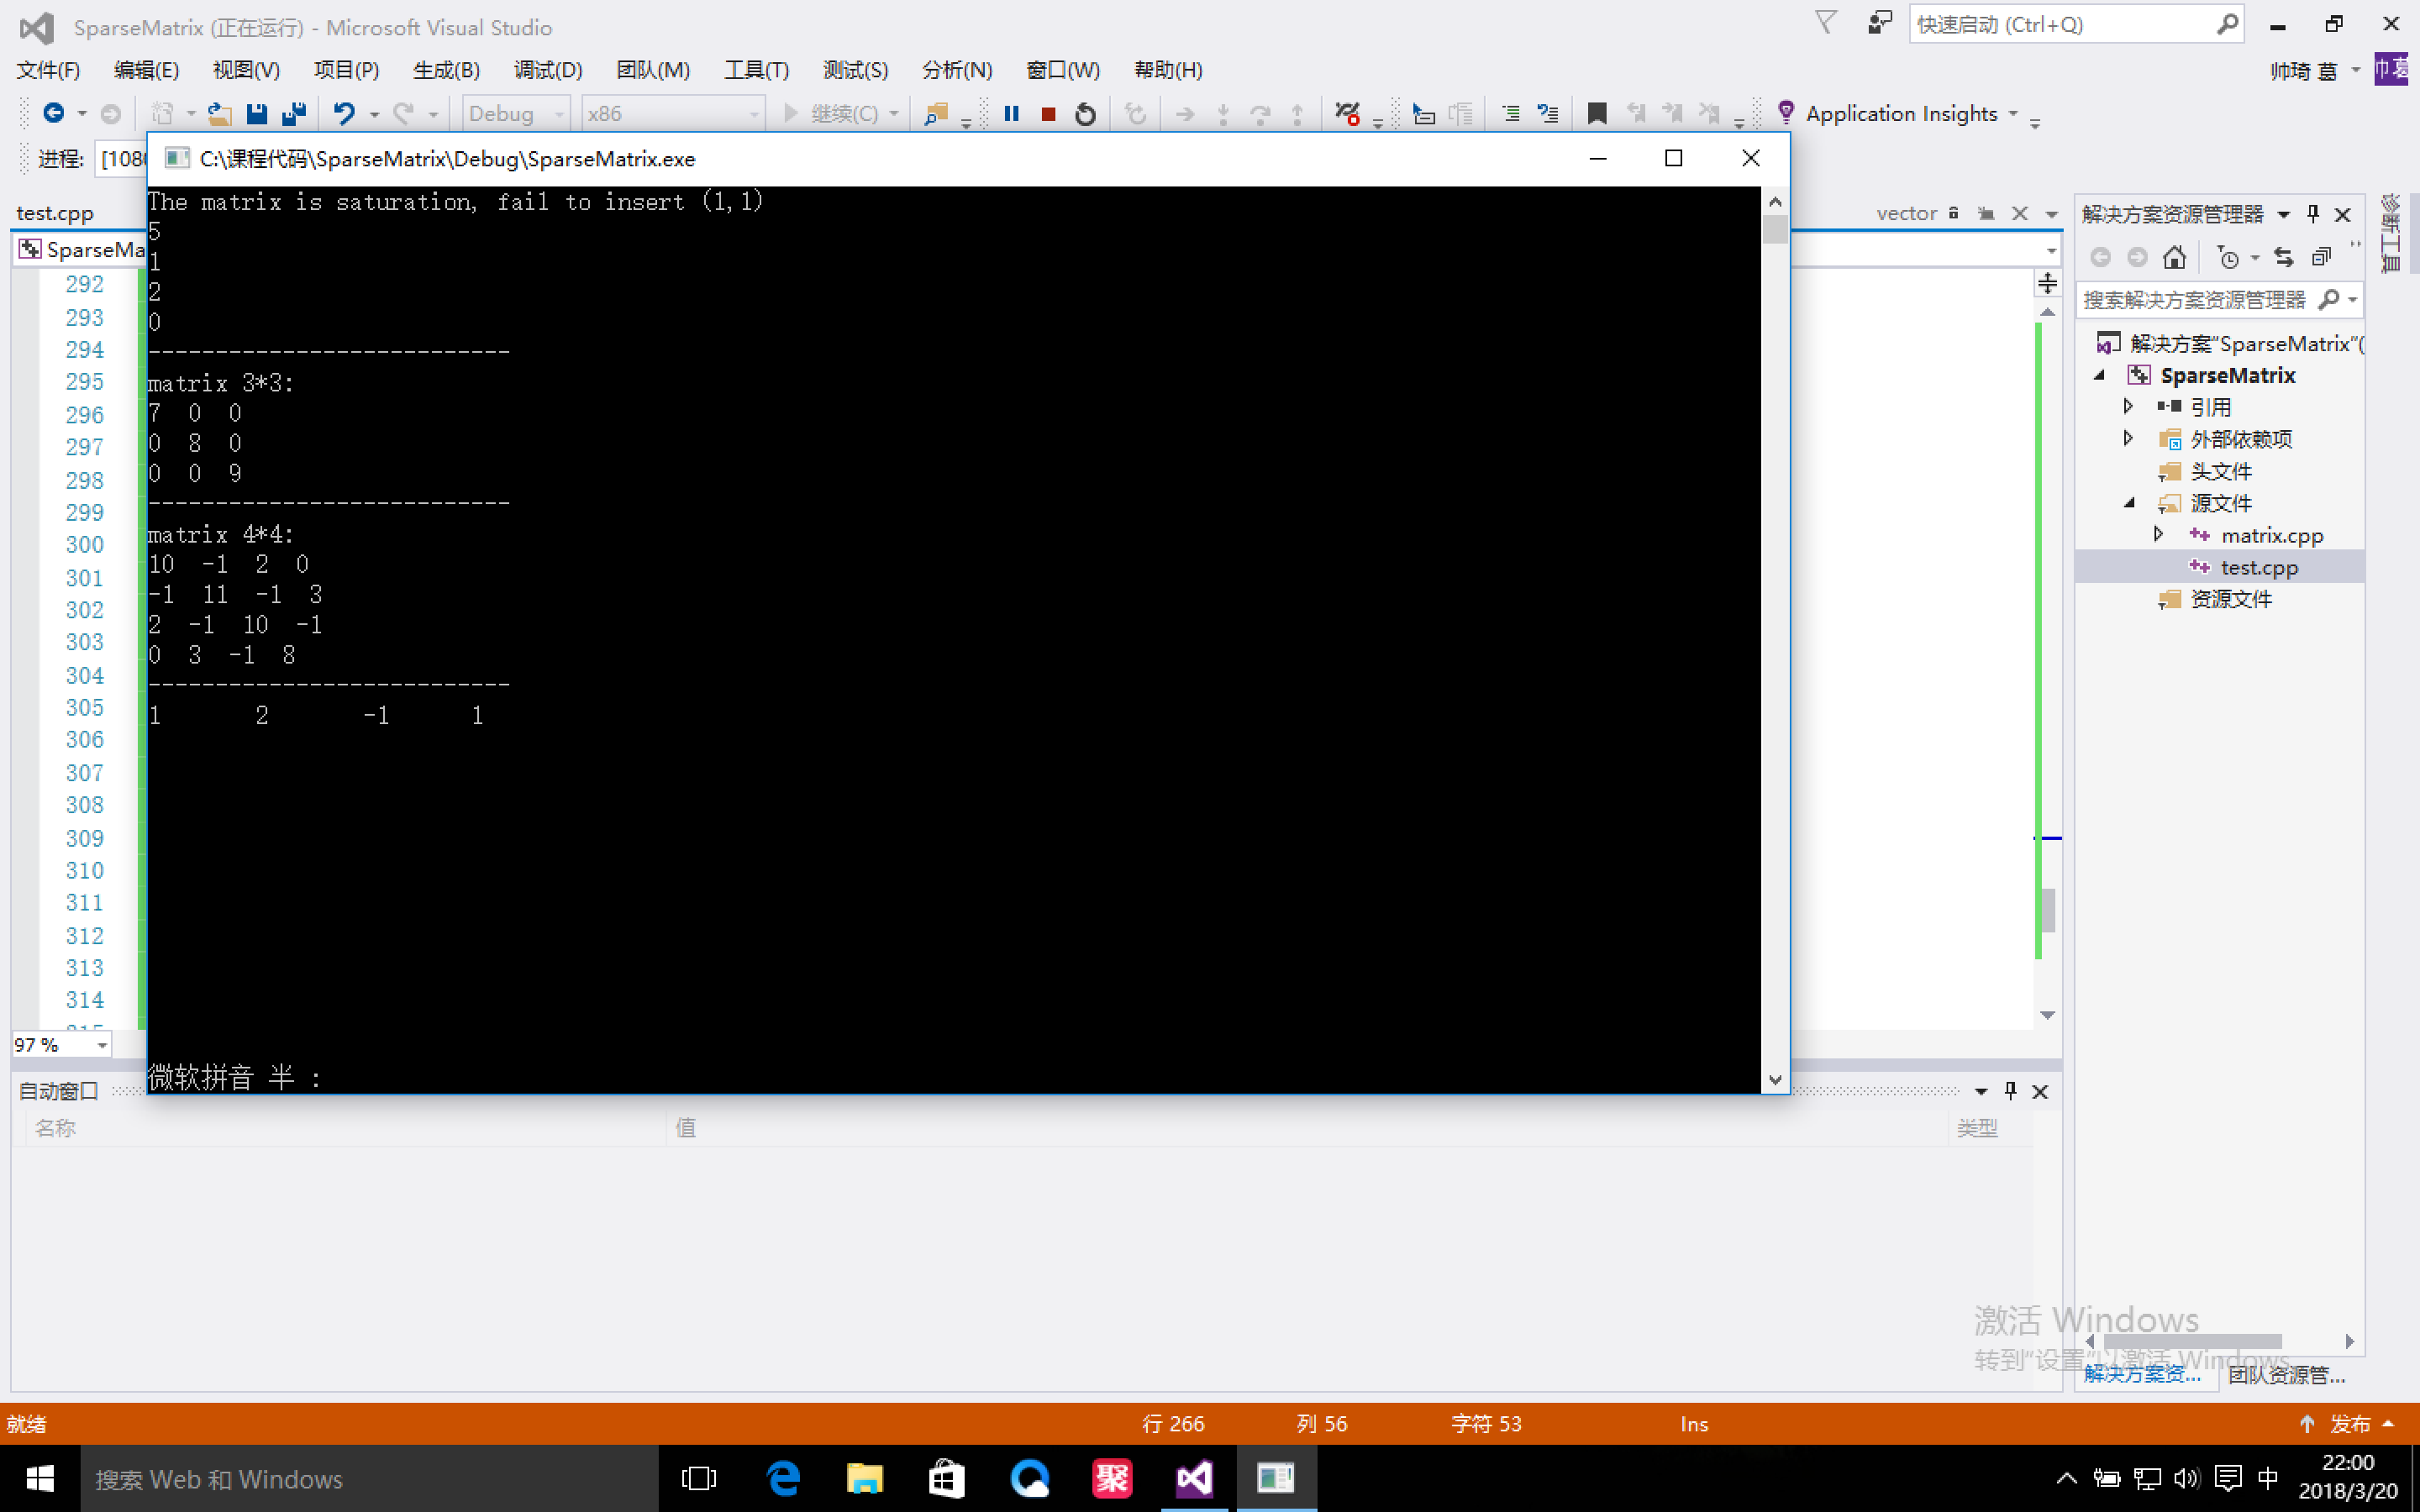 SparseMatrix (正在运行) - Microsoft Visual Studio
快速启动 (Ctrl+Q)
文件(F) 编辑(E) 视图(V) 项目(P) 生成(B) 调试(D) 团队(M) 工具(T) 测试(S) 分析(N) 窗口(W) 帮助(H)
帅琦 葛
Debug x86 继续(C) Application Insights
进程: [1080
C:\课程代码\SparseMatrix\Debug\SparseMatrix.exe
test.cpp
vector
SparseMa
The matrix is saturation, fail to insert (1,1)
5
1
2
0
---------------------------
matrix 3*3:
7 0 0
0 8 0
0 0 9
---------------------------
matrix 4*4:
10 -1 2 0
-1 11 -1 3
2 -1 10 -1
0 3 -1 8
---------------------------
1 2 -1 1
微软拼音 半 :
292
293
294
295
296
297
298
299
300
301
302
303
304
305
306
307
308
309
310
311
312
313
314
315
97 %
解决方案资源管理器
搜索解决方案资源管理器
解决方案"SparseMatrix"(
SparseMatrix
引用
外部依赖项
头文件
源文件
matrix.cpp
test.cpp
资源文件
诊断工具
自动窗口
名称 值 类型
激活 Windows
转到"设置"以激活 Windows
解决方案资... 团队资源管...
就绪 行 266 列 56 字符 53 Ins 发布
搜索 Web 和 Windows
聚
中
22:00
2018/3/20